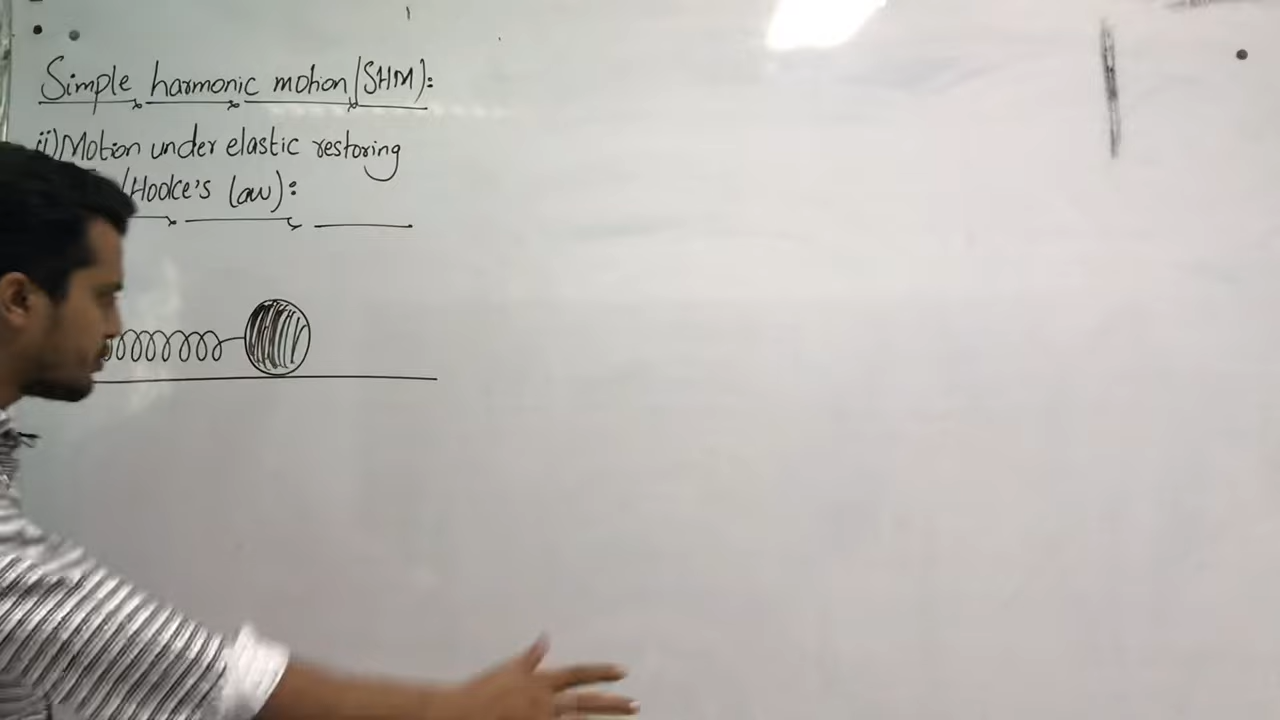 Simple harmonic motion (SHM):
ii) Motion under elastic restoring
(Hooke's law):